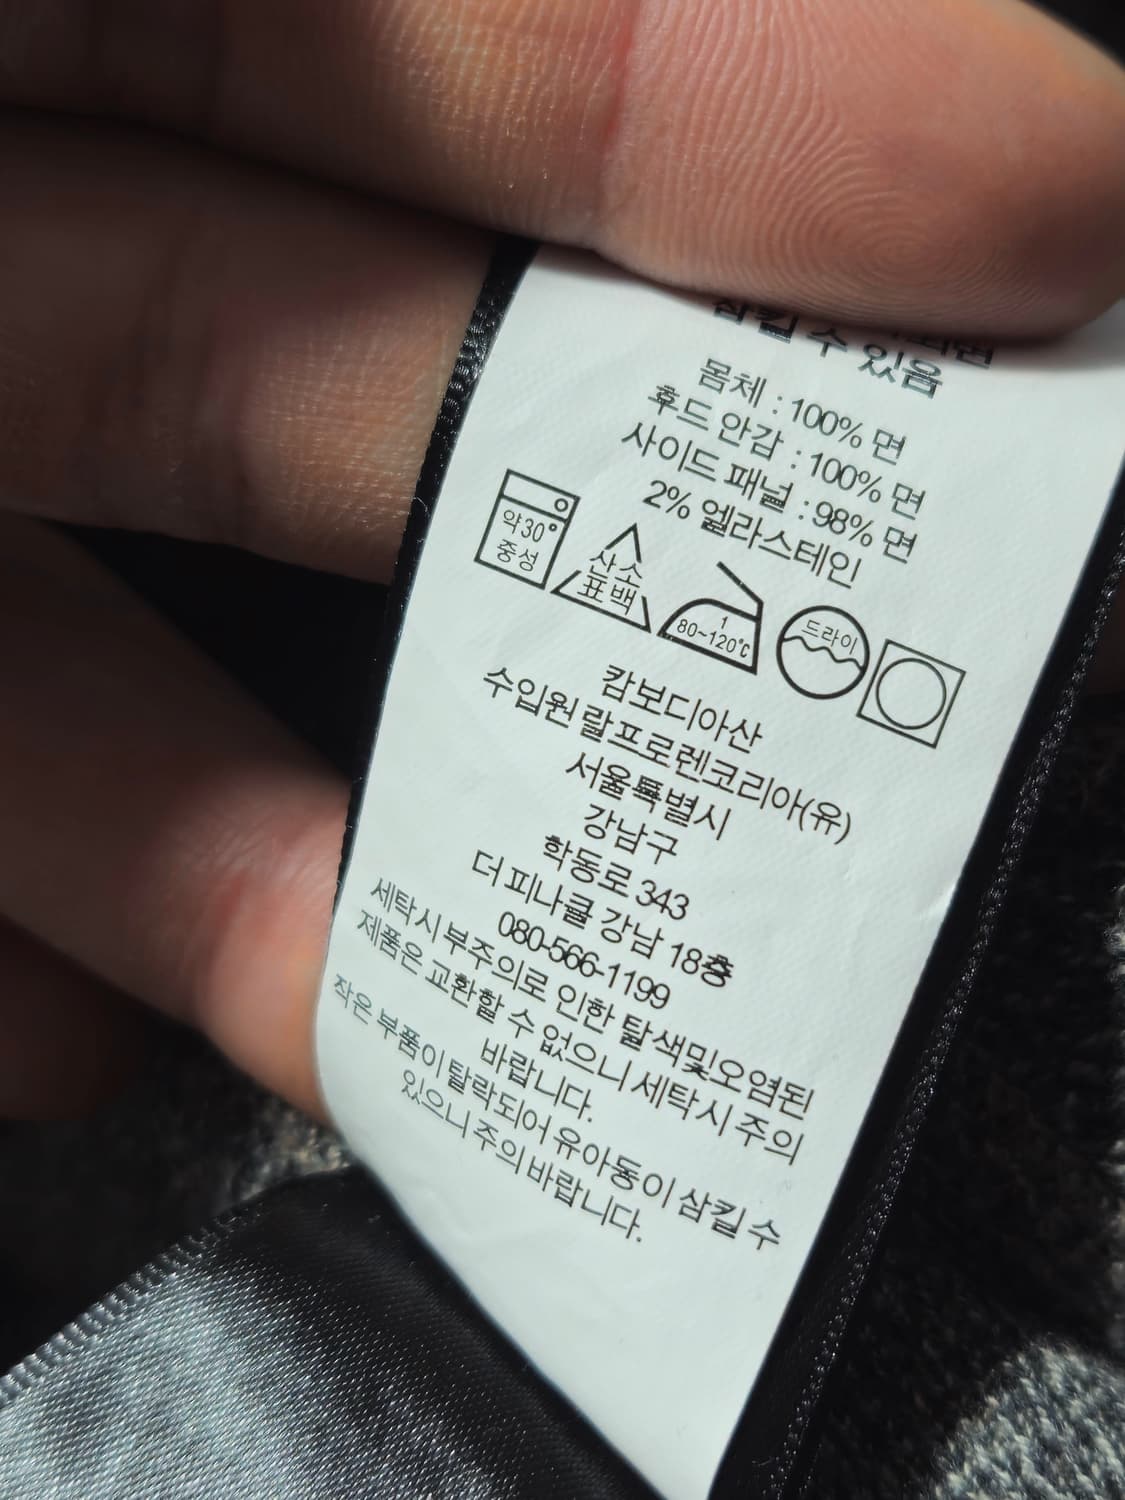 삼킬 수 있음
몸체 : 100% 면
후드 안감 : 100% 면
사이드 패널 : 98% 면
2% 엘라스테인
약30°
중성
산소
표백
1
80~120℃
드라이
캄보디아산
수입원 랄프로렌코리아(유)
서울특별시
강남구
학동로 343
더 피나클 강남 18층
080-566-1199
세탁시 부주의로 인한 탈색및오염된
제품은 교환할 수 없으니 세탁시 주의
바랍니다.
작은 부품이 탈락되어 유아동이 삼킬 수
있으니 주의 바랍니다.